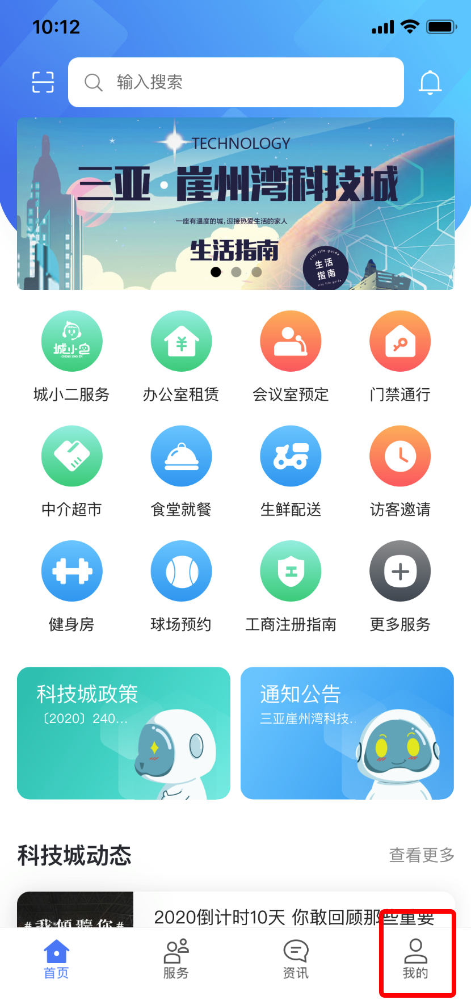 10:12
输入搜索
TECHNOLOGY
三亚·崖州湾科技城
一座有温度的城,迎接热爱生活的家人
生活指南
city life guide
生活
指南
city life guide
城小二
CHENG XIAO ER
城小二服务
办公室租赁
会议室预定
门禁通行
中介超市
食堂就餐
生鲜配送
访客邀请
健身房
球场预约
工商注册指南
更多服务
科技城政策
〔2020〕240...
通知公告
三亚崖州湾科技...
科技城动态
查看更多
#我倾听你#
2020倒计时10天 你敢回顾那些重要
首页
服务
资讯
我的